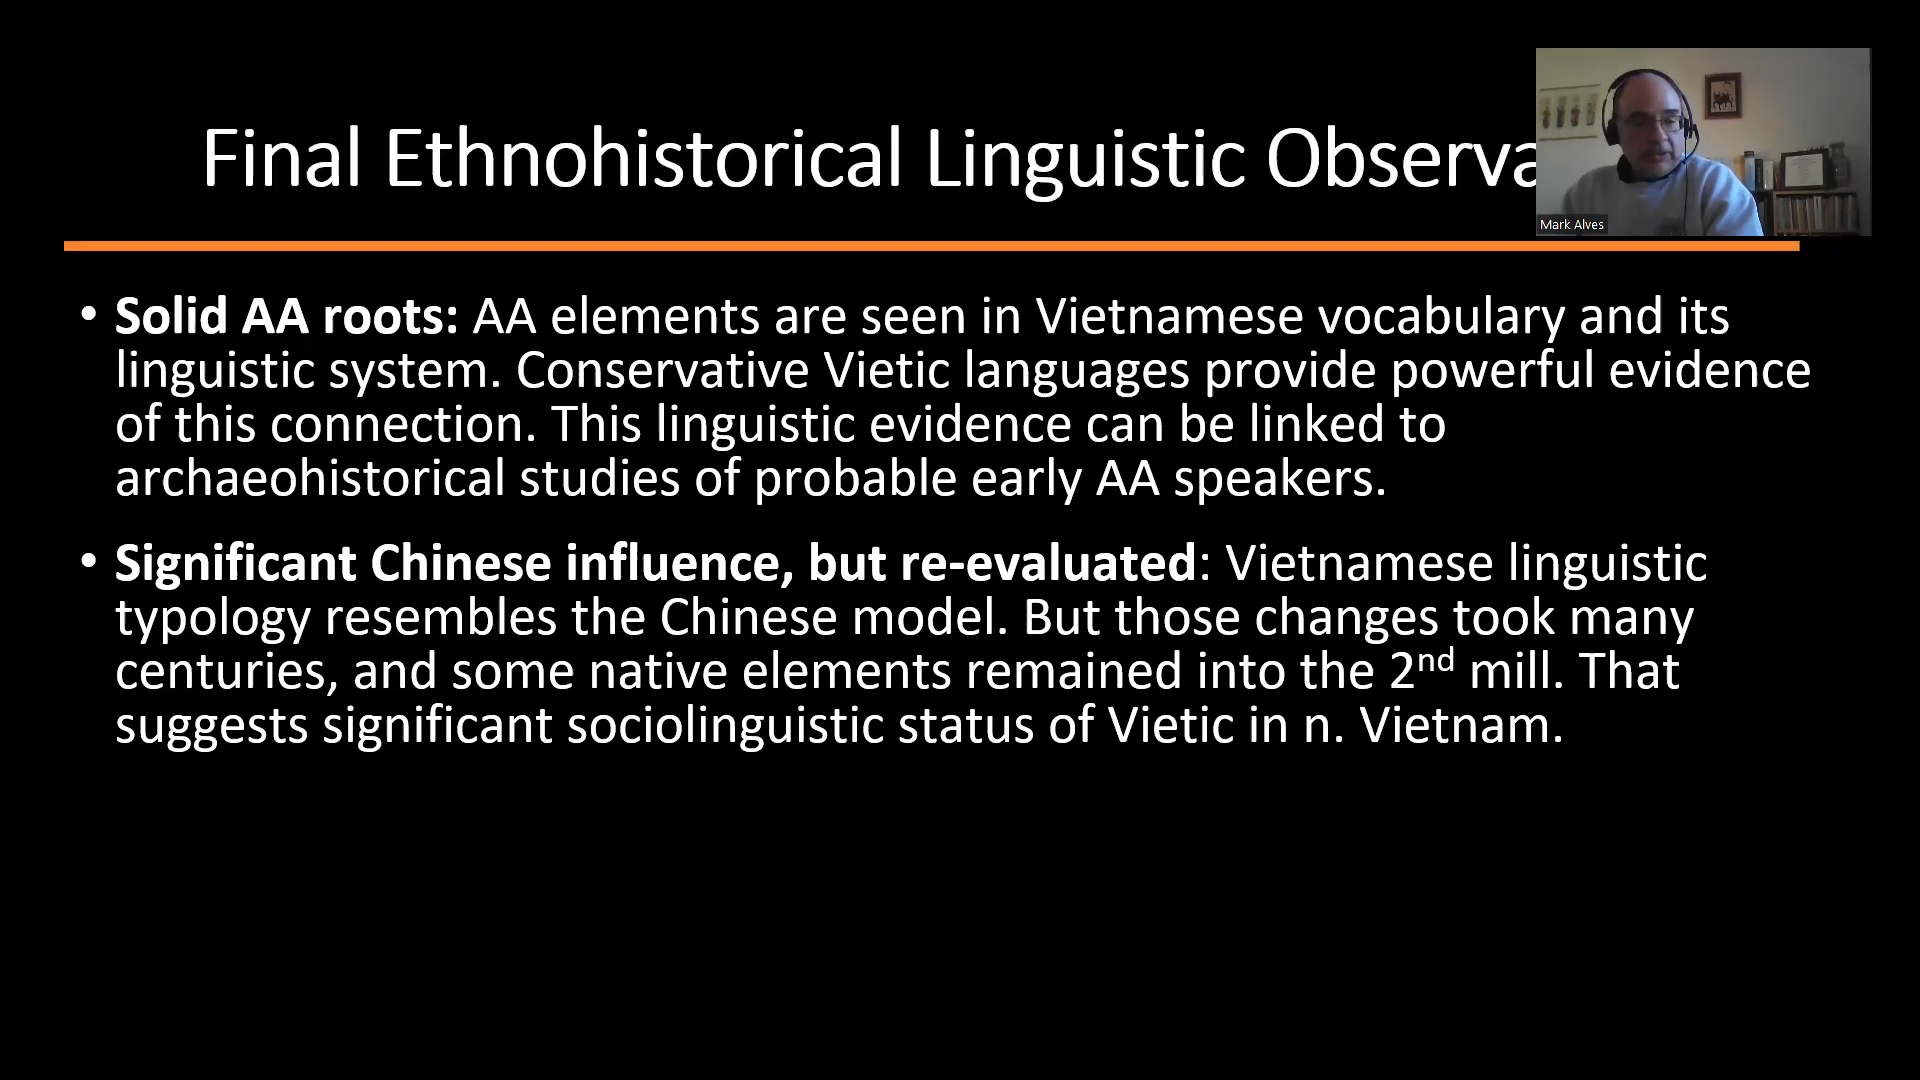 Final Ethnohistorical Linguistic Observa
Mark Alves
• Solid AA roots: AA elements are seen in Vietnamese vocabulary and its
linguistic system. Conservative Vietic languages provide powerful evidence
of this connection. This linguistic evidence can be linked to
archaeohistorical studies of probable early AA speakers.
• Significant Chinese influence, but re-evaluated: Vietnamese linguistic
typology resembles the Chinese model. But those changes took many
centuries, and some native elements remained into the 2nd mill. That
suggests significant sociolinguistic status of Vietic in n. Vietnam.